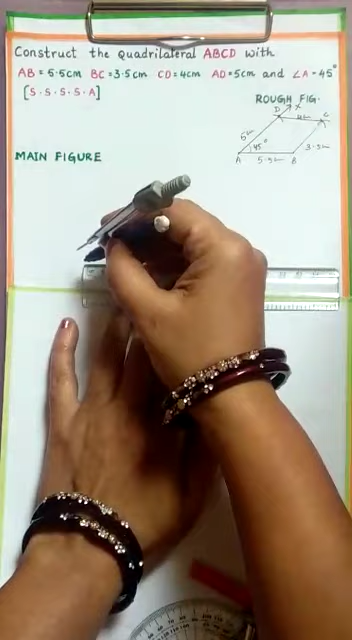 Construct the quadrilateral ABCD with
AB = 5.5cm BC = 3.5cm CD = 4cm AD = 5cm and ∠A = 45°
[S.S.S.S.A]
ROUGH FIG.
D X C
4cm
5cm
45°
3.5cm
A 5.5cm B
MAIN FIGURE